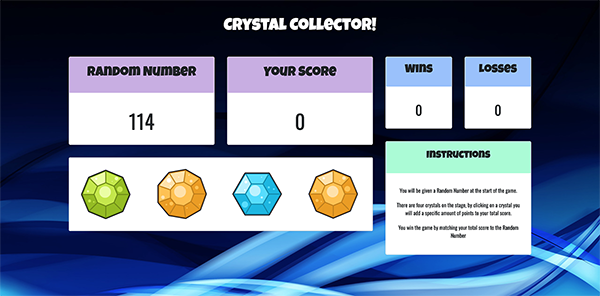 Crystal Collector!
Random Number
Your Score
Wins
Losses
114
0
0
0
Instructions
You will be given a Random Number at the start of the game.
There are four crystals on the stage, by clicking on a crystal you
will add a specific amount of points to your total score.
You win the game by matching your total score to the Random
Number